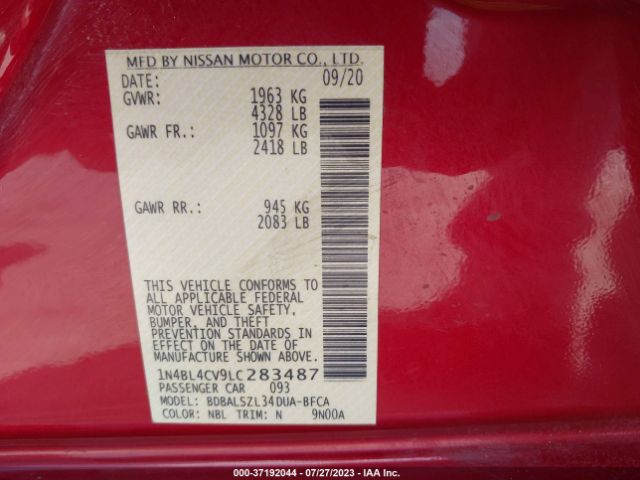 MFD BY NISSAN MOTOR CO., LTD.
DATE: 09/20
GVWR: 1963 KG
4328 LB
GAWR FR.: 1097 KG
2418 LB
GAWR RR.: 945 KG
2083 LB
THIS VEHICLE CONFORMS TO
ALL APPLICABLE FEDERAL
MOTOR VEHICLE SAFETY,
BUMPER, AND THEFT
PREVENTION STANDARDS IN
EFFECT ON THE DATE OF
MANUFACTURE SHOWN ABOVE.
1N4BL4CV9LC283487
PASSENGER CAR 093
MODEL: BDBALSZL34DUA-BFCA
COLOR: NBL TRIM: N 9N00A
000-37192044 - 07/27/2023 - © IAA Inc.